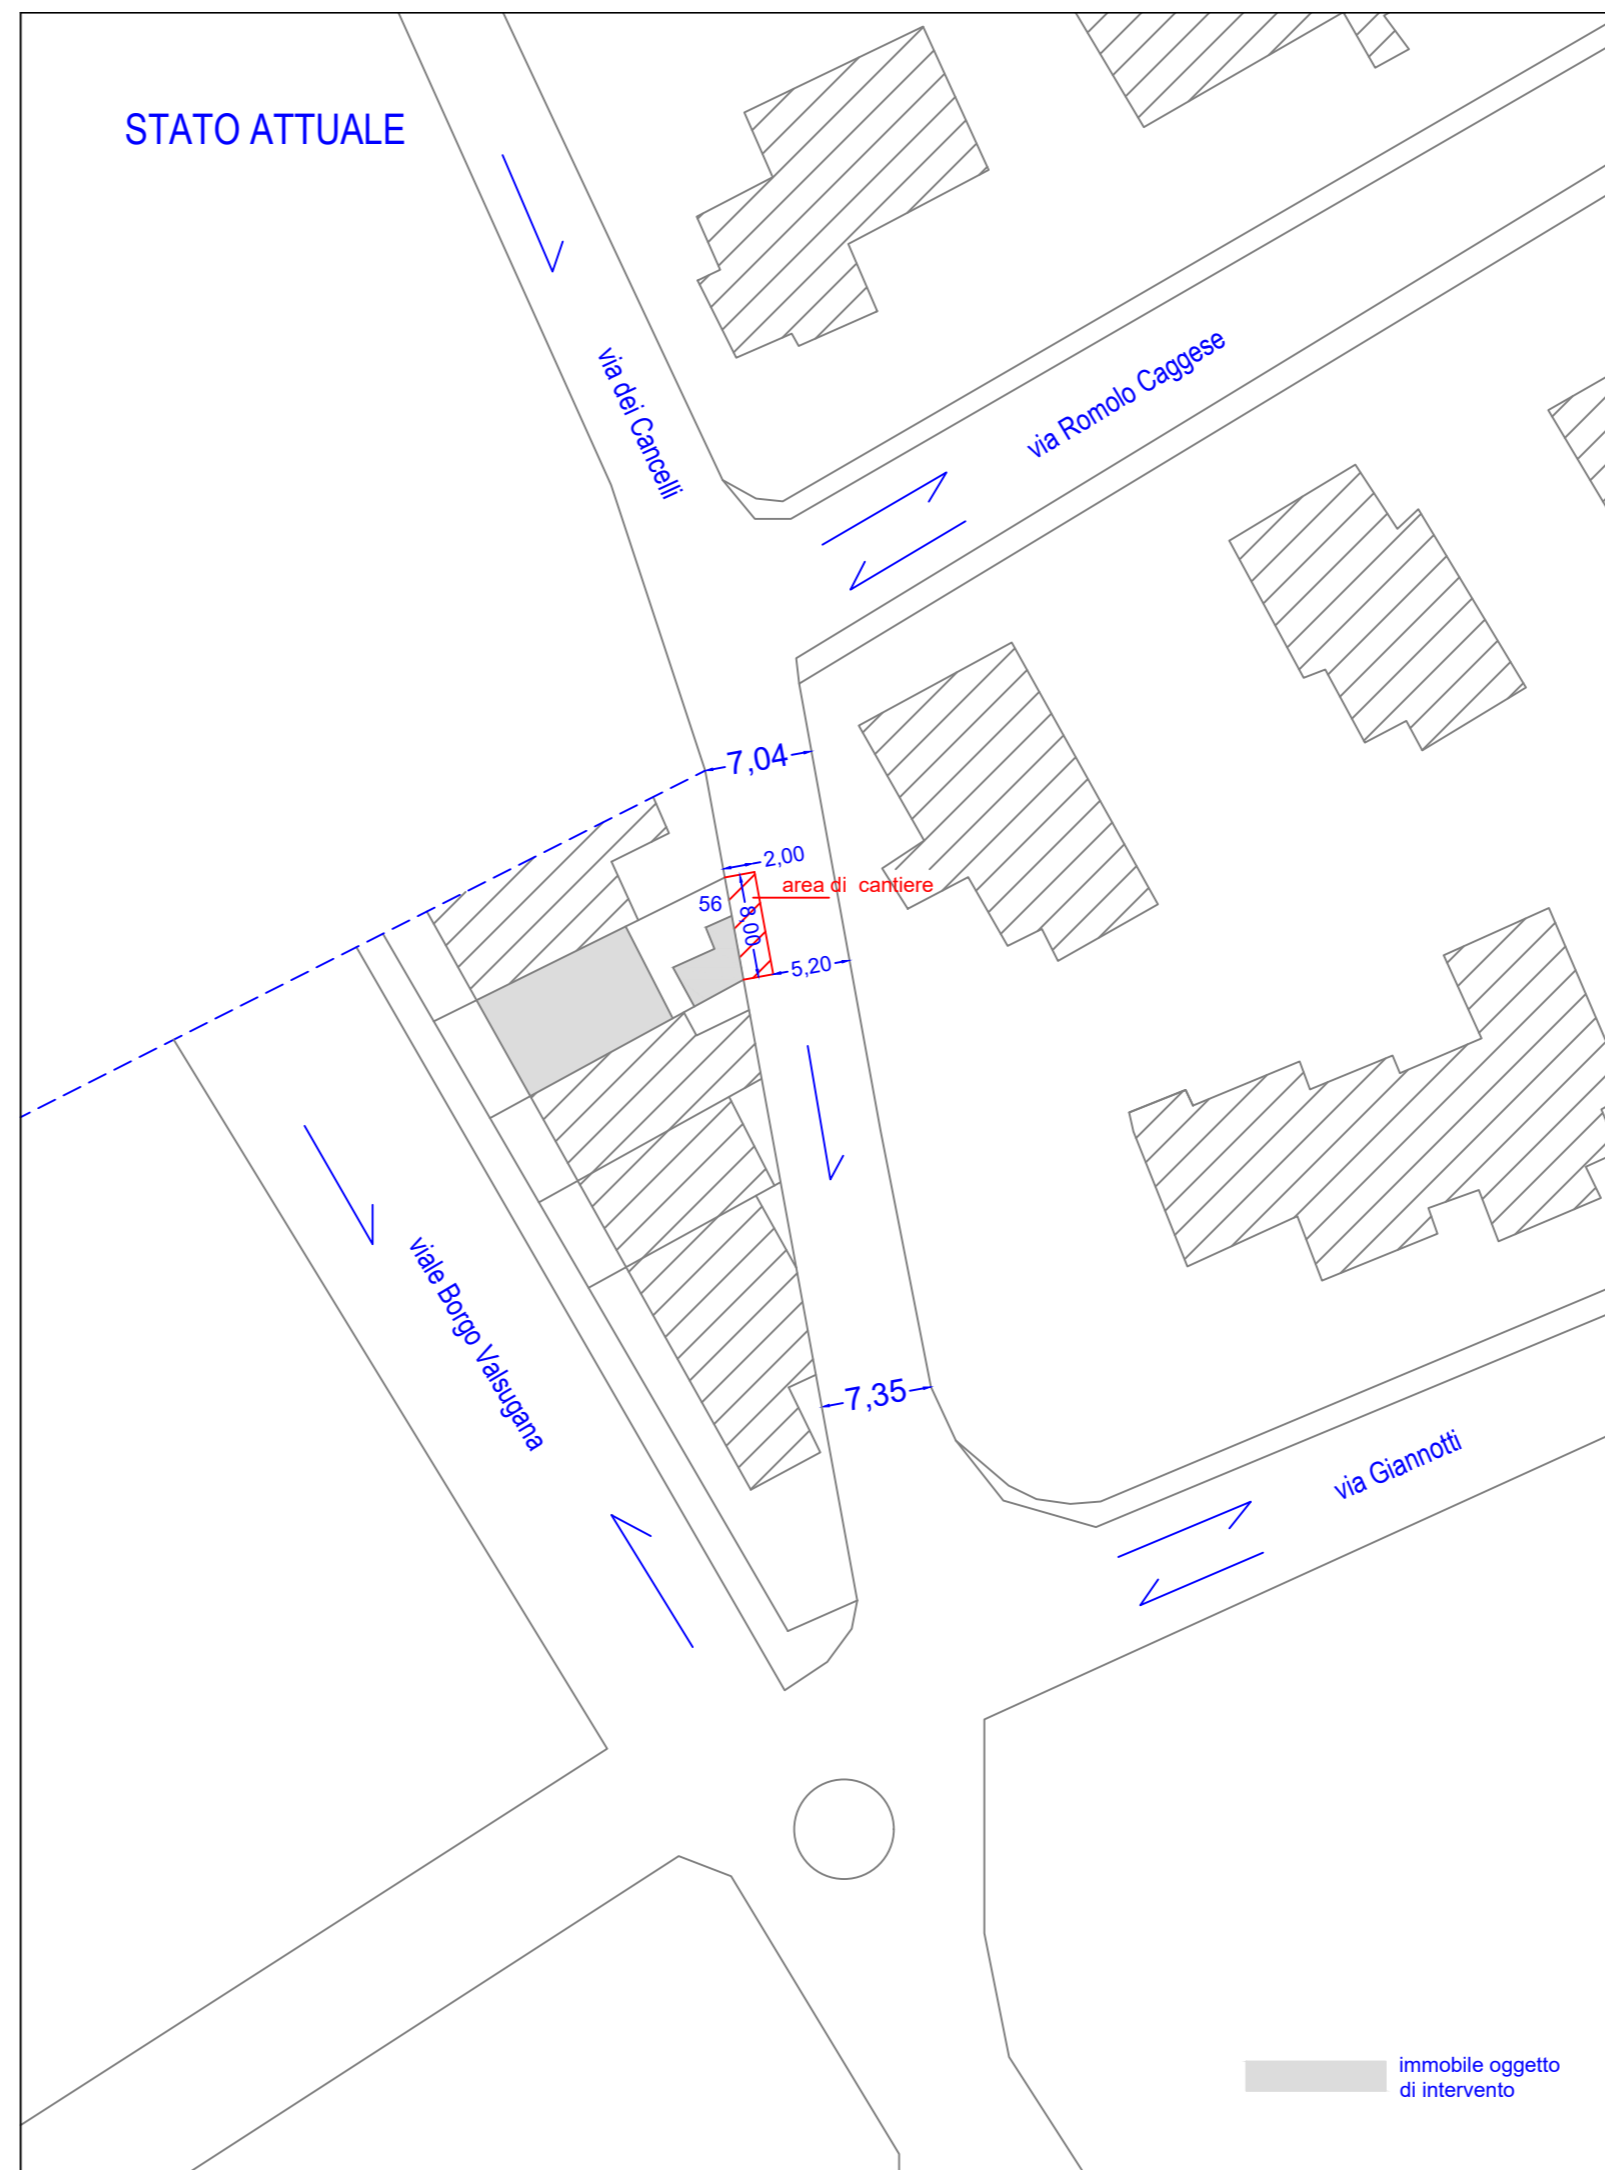 STATO ATTUALE
via dei Cancelli
via Romolo Caggese
7,04
2,00
area di cantiere
56
8,00
5,20
viale Borgo Valsugana
7,35
via Giannotti
immobile oggetto
di intervento